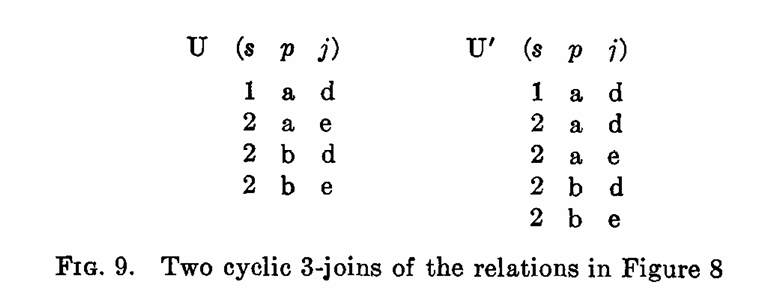 U (s p j) U′ (s p j)
1 a d 1 a d
2 a e 2 a d
2 b d 2 a e
2 b e 2 b d
2 b e
FIG. 9. Two cyclic 3-joins of the relations in Figure 8